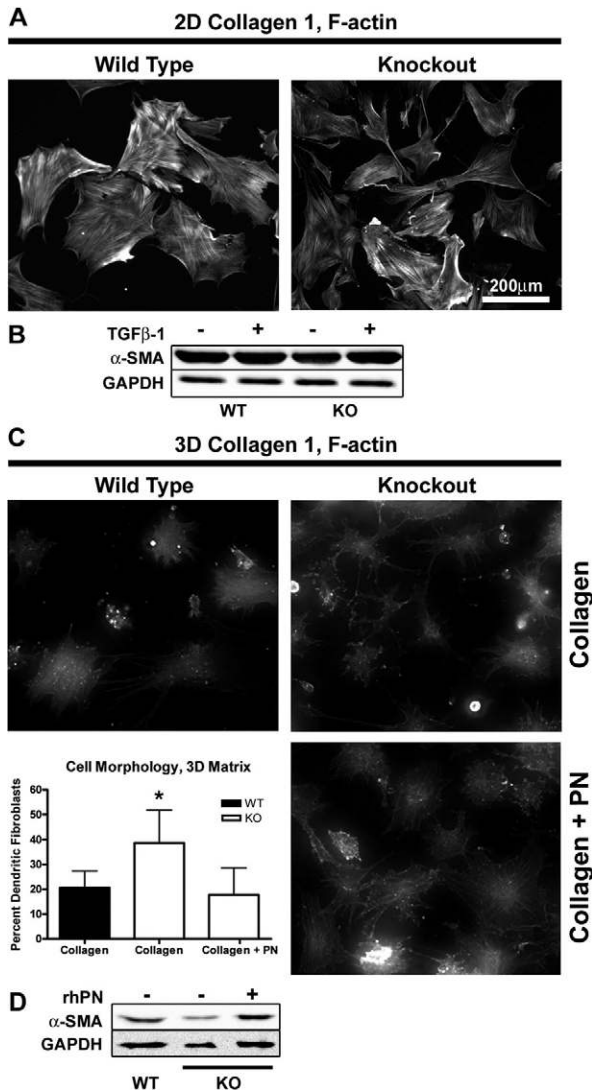 A
2D Collagen 1, F-actin
Wild Type Knockout
200μm
B
TGFβ-1 - + - +
α-SMA
GAPDH
WT KO
C
3D Collagen 1, F-actin
Wild Type Knockout
Collagen
Cell Morphology, 3D Matrix
Percent Dendritic Fibroblasts
60
50
40
30
20
10
0
*
WT
KO
Collagen Collagen Collagen + PN
Collagen + PN
D
rhPN - - +
α-SMA
GAPDH
WT KO